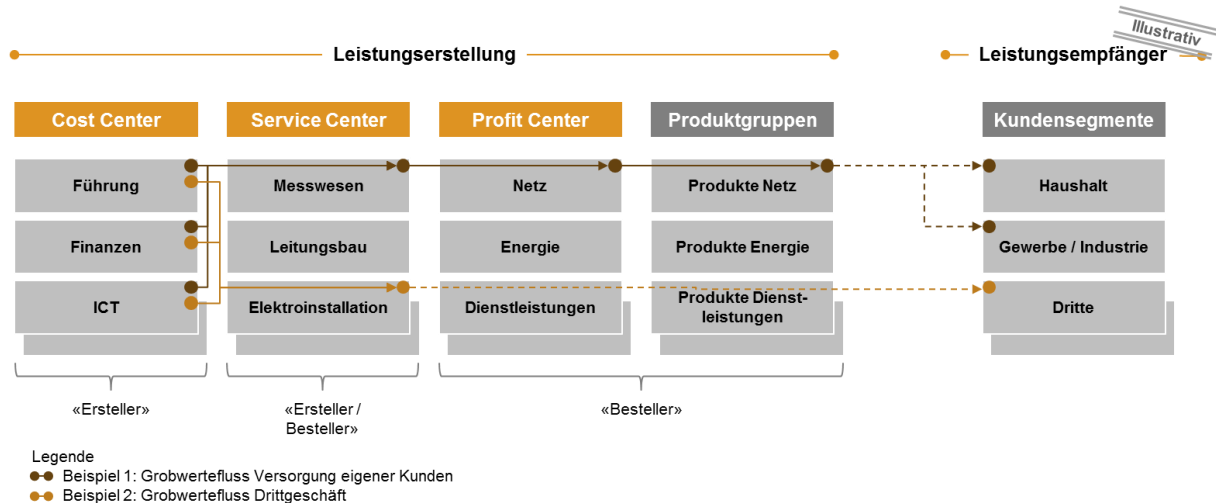 Illustrativ
Leistungserstellung
Leistungsempfänger
Cost Center
Service Center
Profit Center
Produktgruppen
Kundensegmente
Führung
Messwesen
Netz
Produkte Netz
Haushalt
Finanzen
Leitungsbau
Energie
Produkte Energie
Gewerbe / Industrie
ICT
Elektroinstallation
Dienstleistungen
Produkte Dienst-
leistungen
Dritte
«Ersteller»
«Ersteller /
Besteller»
«Besteller»
Legende
Beispiel 1: Grobwertefluss Versorgung eigener Kunden
Beispiel 2: Grobwertefluss Drittgeschäft